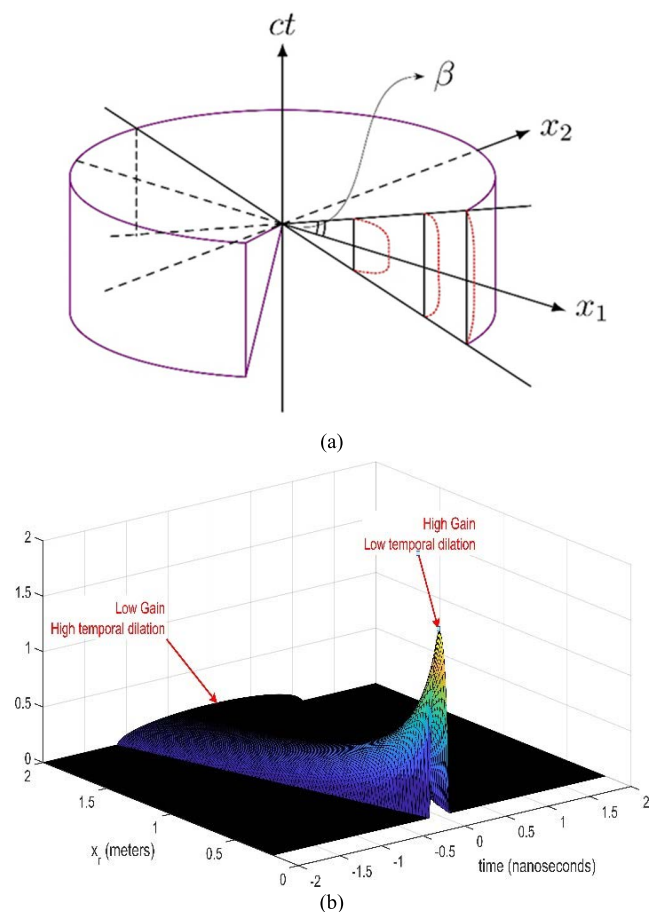 ct
β
x₂
x₁
(a)
2
1.5
1
0.5
0
High Gain
Low temporal dilation
Low Gain
High temporal dilation
2
1.5
1
0.5
0
x_r (meters)
-2
-1.5
-1
-0.5
0
0.5
1
1.5
2
time (nanoseconds)
(b)